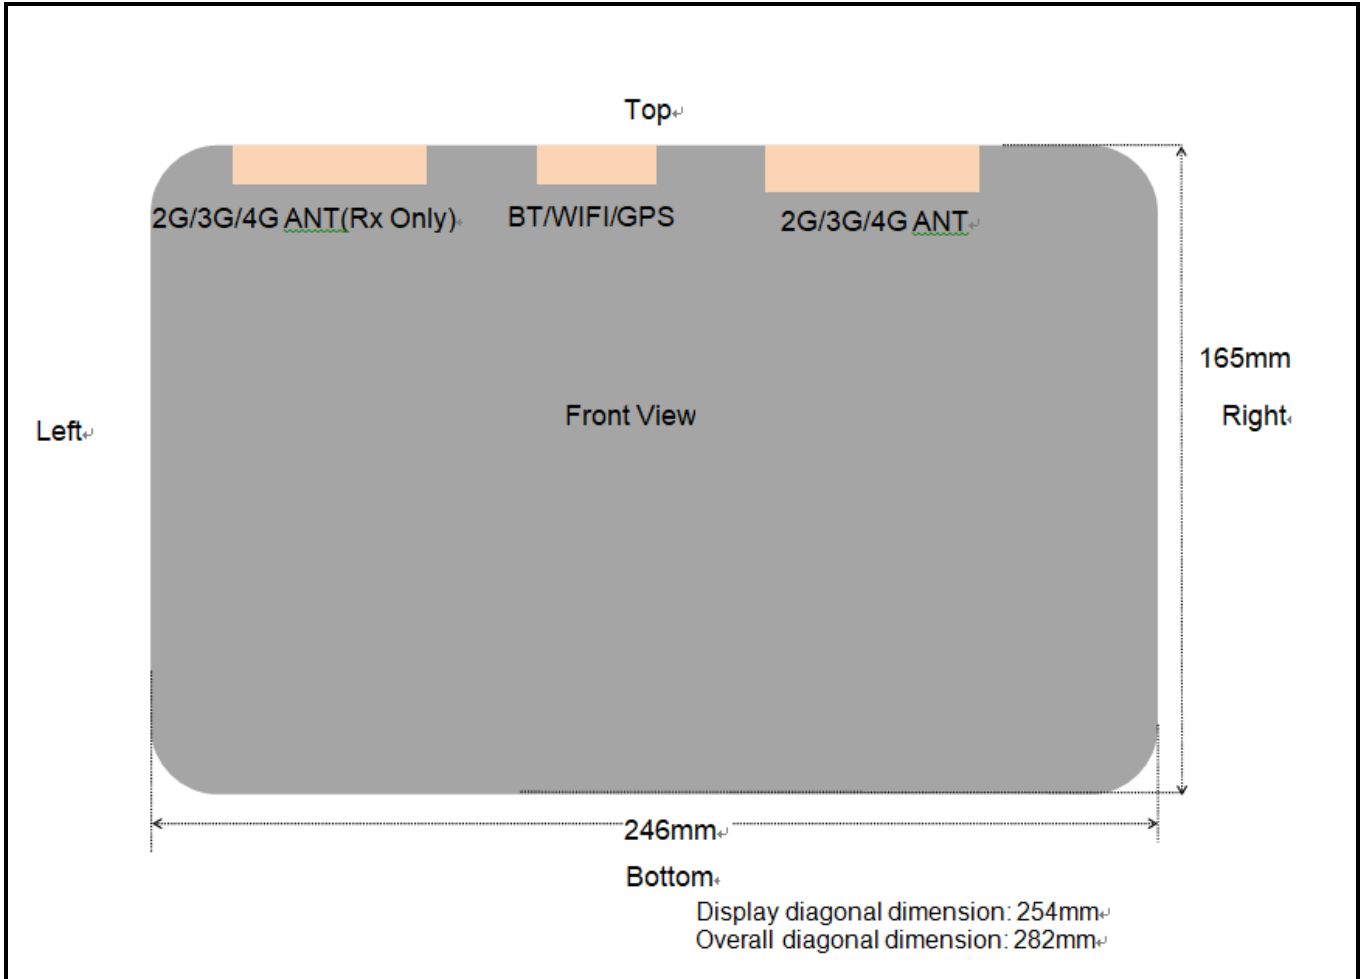 Top
2G/3G/4G ANT(Rx Only)
BT/WIFI/GPS
2G/3G/4G ANT
165mm
Left
Front View
Right
246mm
Bottom
Display diagonal dimension: 254mm
Overall diagonal dimension: 282mm